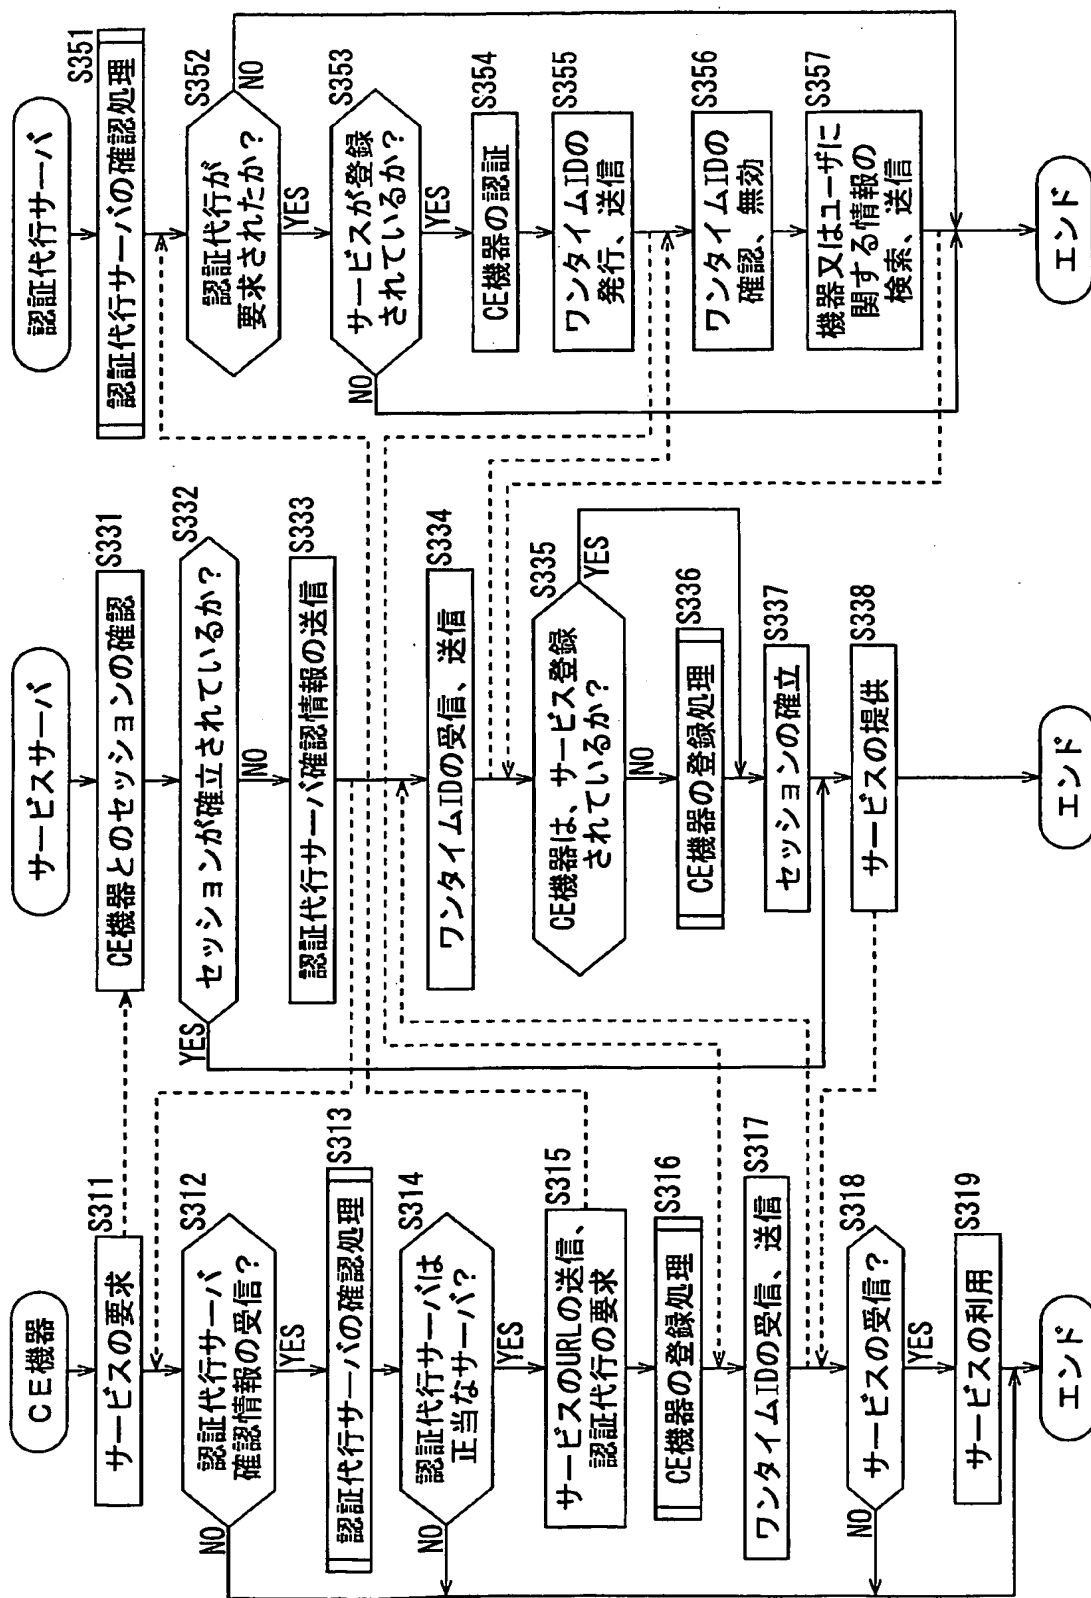 CE機器
サービスの要求
S311
認証代行サーバ
確認情報の受信?
S312
NO
YES
認証代行サーバの確認処理
S313
認証代行サーバは
正当なサーバ?
S314
NO
YES
サービスのURLの送信、
認証代行の要求
S315
CE機器の登録処理
S316
ワンタイムIDの受信、送信
S317
サービスの受信?
S318
NO
YES
サービスの利用
S319
エンド
サービスサーバ
CE機器とのセッションの確認
S331
セッションが確立されているか?
S332
YES
NO
認証代行サーバ確認情報の送信
S333
ワンタイムIDの受信、送信
S334
CE機器は、サービス登録
されているか?
S335
YES
NO
CE機器の登録処理
S336
セッションの確立
S337
サービスの提供
S338
エンド
認証代行サーバ
認証代行サーバの確認処理
S351
認証代行が
要求されたか?
S352
NO
YES
サービスが登録
されているか?
S353
NO
YES
CE機器の認証
S354
ワンタイムIDの
発行、送信
S355
ワンタイムIDの
確認、無効
S356
機器又はユーザに
関する情報の
検索、送信
S357
エンド